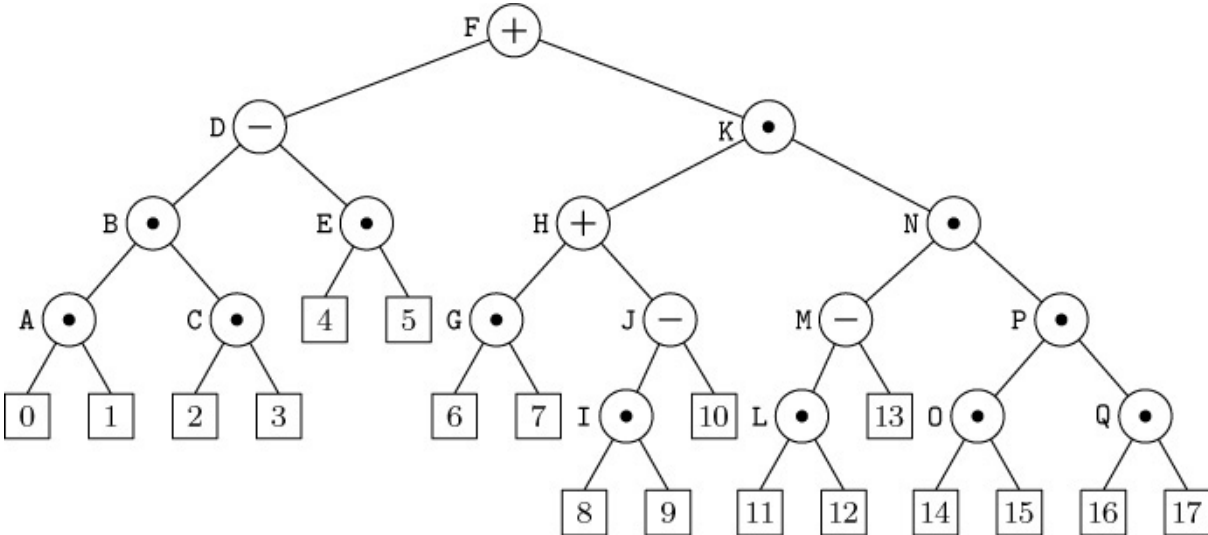 F +
D − K •
B • E • H + N •
A • C • 4 5 G • J − M − P •
0 1 2 3 6 7 I • 10 L • 13 O • Q •
8 9 11 12 14 15 16 17